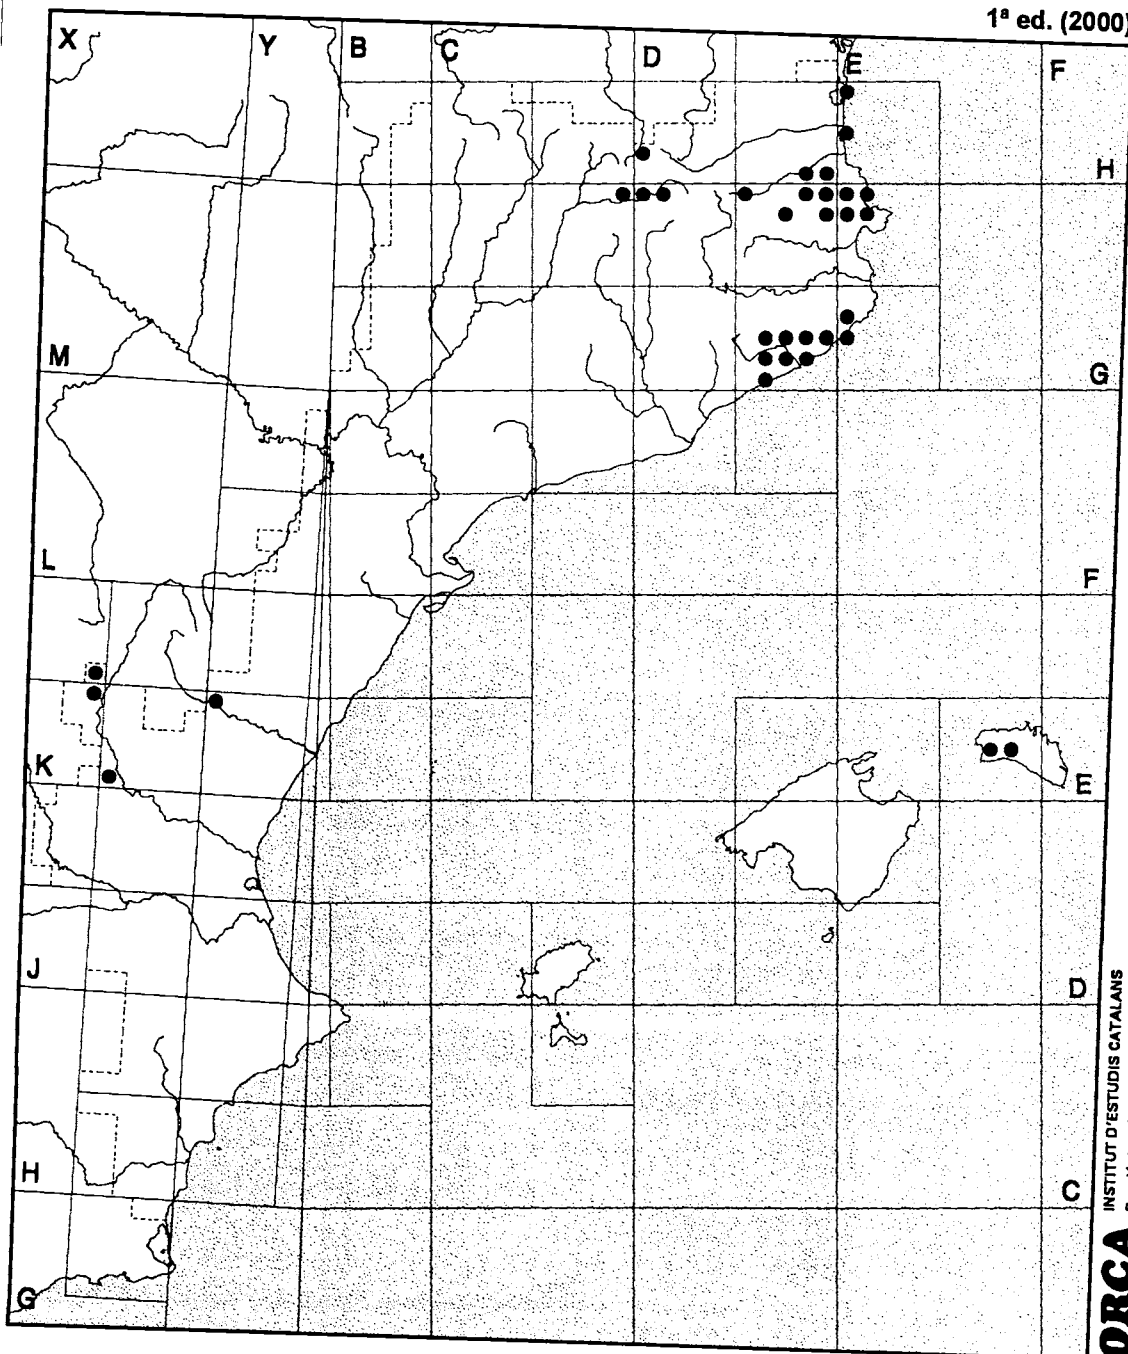 1ª ed. (2000)
X Y B C D E F
H
M G
L F
K E
J D
H C
G
INSTITUT D'ESTUDIS CATALANS
ORCA